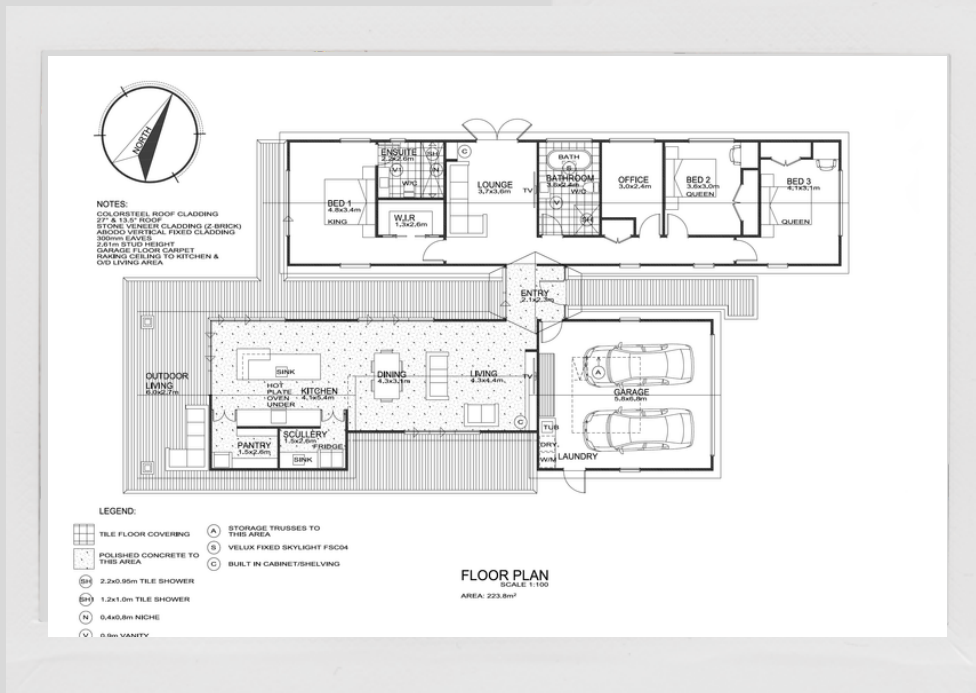 NORTH
NOTES:
COLORSTEEL ROOF CLADDING
27° & 13.5° ROOF
STONE VENEER CLADDING (Z-BRICK)
ABODO VERTICAL FIXED CLADDING
300mm EAVES
2.61m STUD HEIGHT
GARAGE FLOOR CARPET
RAKING CEILING TO KITCHEN &
O/D LIVING AREA
BED 1
4.8x3.4m
KING
ENSUITE
2.2x2.6m
SH
V
N
W/C
W.I.R
1,3x2.6m
C
LOUNGE
3,7x3,6m
TV
BATH
S
BATHROOM
W/C
V
SH
OFFICE
3,0x2,4m
BED 2
3.6x3,0m
QUEEN
BED 3
4,1x3,1m
QUEEN
ENTRY
2.1x2.3m
OUTDOOR
LIVING
6.0x2.7m
SINK
HOT
PLATE
OVEN
UNDER
KITCHEN
4,1x5,4m
DINING
4.3x3,1m
LIVING
4.3x4,4m
TV
C
PANTRY
1.5x2.6m
SCULLERY
1.5x2.6m
FRIDGE
SINK
A
GARAGE
5.8x6,8m
TUB
DRY
W/M
LAUNDRY
LEGEND:
TILE FLOOR COVERING
POLISHED CONCRETE TO
THIS AREA
SH 2.2x0.95m TILE SHOWER
SH1 1.2x1.0m TILE SHOWER
N 0,4x0,8m NICHE
V 0.9m VANITY
A STORAGE TRUSSES TO
THIS AREA
S VELUX FIXED SKYLIGHT FSC04
C BUILT IN CABINET/SHELVING
FLOOR PLAN
SCALE 1:100
AREA: 223.8m²